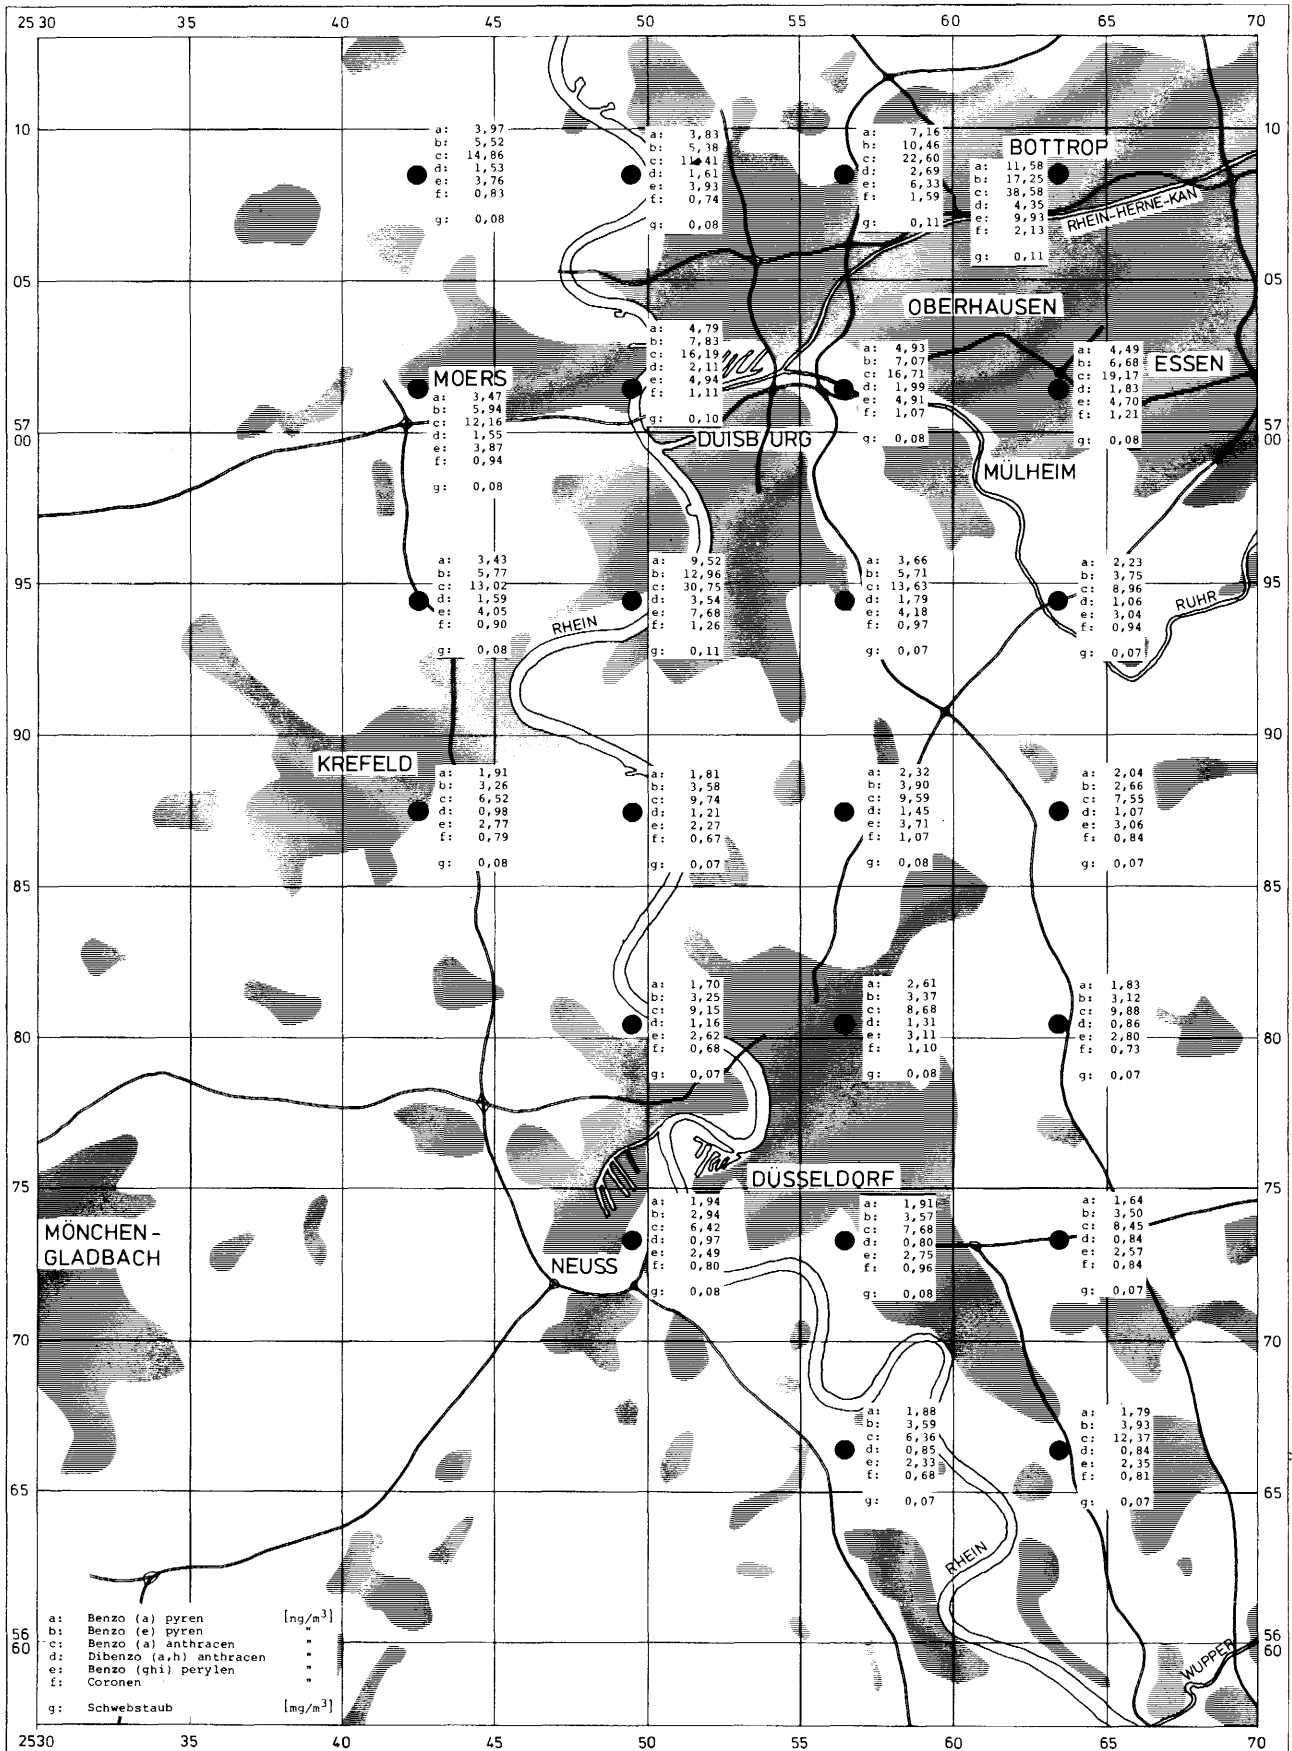 2530 35 40 45 50 55 60 65 70
10 10
a: 3,97
b: 5,52
c: 14,86
d: 1,53
e: 3,76
f: 0,83
g: 0,08
a: 3,83
b: 5,38
c: 11,41
d: 1,61
e: 3,93
f: 0,74
g: 0,08
a: 7,16
b: 10,46
c: 22,60
d: 2,69
e: 6,33
f: 1,59
g: 0,11
BOTTROP
a: 11,58
b: 17,25
c: 38,58
d: 4,35
e: 9,93
f: 2,13
g: 0,11
RHEIN-HERNE-KAN
05 05
OBERHAUSEN
MOERS
a: 3,47
b: 5,94
c: 12,16
d: 1,55
e: 3,87
f: 0,94
g: 0,08
a: 4,79
b: 7,83
c: 16,19
d: 2,11
e: 4,94
f: 1,11
g: 0,10
a: 4,93
b: 7,07
c: 16,71
d: 1,99
e: 4,91
f: 1,07
g: 0,08
ESSEN
a: 4,49
b: 6,68
c: 19,17
d: 1,83
e: 4,70
f: 1,21
g: 0,08
57 57
00 00
DUISBURG
MÜLHEIM
95 95
a: 3,43
b: 5,77
c: 13,02
d: 1,59
e: 4,05
f: 0,90
g: 0,08
RHEIN
a: 9,52
b: 12,96
c: 30,75
d: 3,54
e: 7,68
f: 1,26
g: 0,11
a: 3,66
b: 5,71
c: 13,63
d: 1,79
e: 4,18
f: 0,97
g: 0,07
a: 2,23
b: 3,75
c: 8,96
d: 1,06
e: 3,04
f: 0,94
g: 0,07
RUHR
90 90
KREFELD
a: 1,91
b: 3,26
c: 6,52
d: 0,98
e: 2,77
f: 0,79
g: 0,08
a: 1,81
b: 3,58
c: 9,74
d: 1,21
e: 2,27
f: 0,67
g: 0,07
a: 2,32
b: 3,90
c: 9,59
d: 1,45
e: 3,71
f: 1,07
g: 0,08
a: 2,04
b: 2,66
c: 7,55
d: 1,07
e: 3,06
f: 0,84
g: 0,07
85 85
a: 1,70
b: 3,25
c: 9,15
d: 1,16
e: 2,62
f: 0,68
g: 0,07
a: 2,61
b: 3,37
c: 8,68
d: 1,31
e: 3,11
f: 1,10
g: 0,08
a: 1,83
b: 3,12
c: 9,88
d: 0,86
e: 2,80
f: 0,73
g: 0,07
80 80
DÜSSELDORF
75 75
MÖNCHEN-
GLADBACH
NEUSS
a: 1,94
b: 2,94
c: 6,42
d: 0,97
e: 2,49
f: 0,80
g: 0,08
a: 1,91
b: 3,57
c: 7,68
d: 0,80
e: 2,75
f: 0,96
g: 0,08
a: 1,64
b: 3,50
c: 8,45
d: 0,84
e: 2,57
f: 0,84
g: 0,07
70 70
a: 1,88
b: 3,59
c: 6,36
d: 0,85
e: 2,33
f: 0,68
g: 0,07
a: 1,79
b: 3,93
c: 12,37
d: 0,84
e: 2,35
f: 0,81
g: 0,07
65 65
RHEIN
WUPPER
56 56
60 60
a: Benzo (a) pyren [ng/m³]
b: Benzo (e) pyren "
c: Benzo (a) anthracen "
d: Dibenzo (a,h) anthracen "
e: Benzo (ghi) perylen "
f: Coronen "
g: Schwebstaub [mg/m³]
2530 35 40 45 50 55 60 65 70